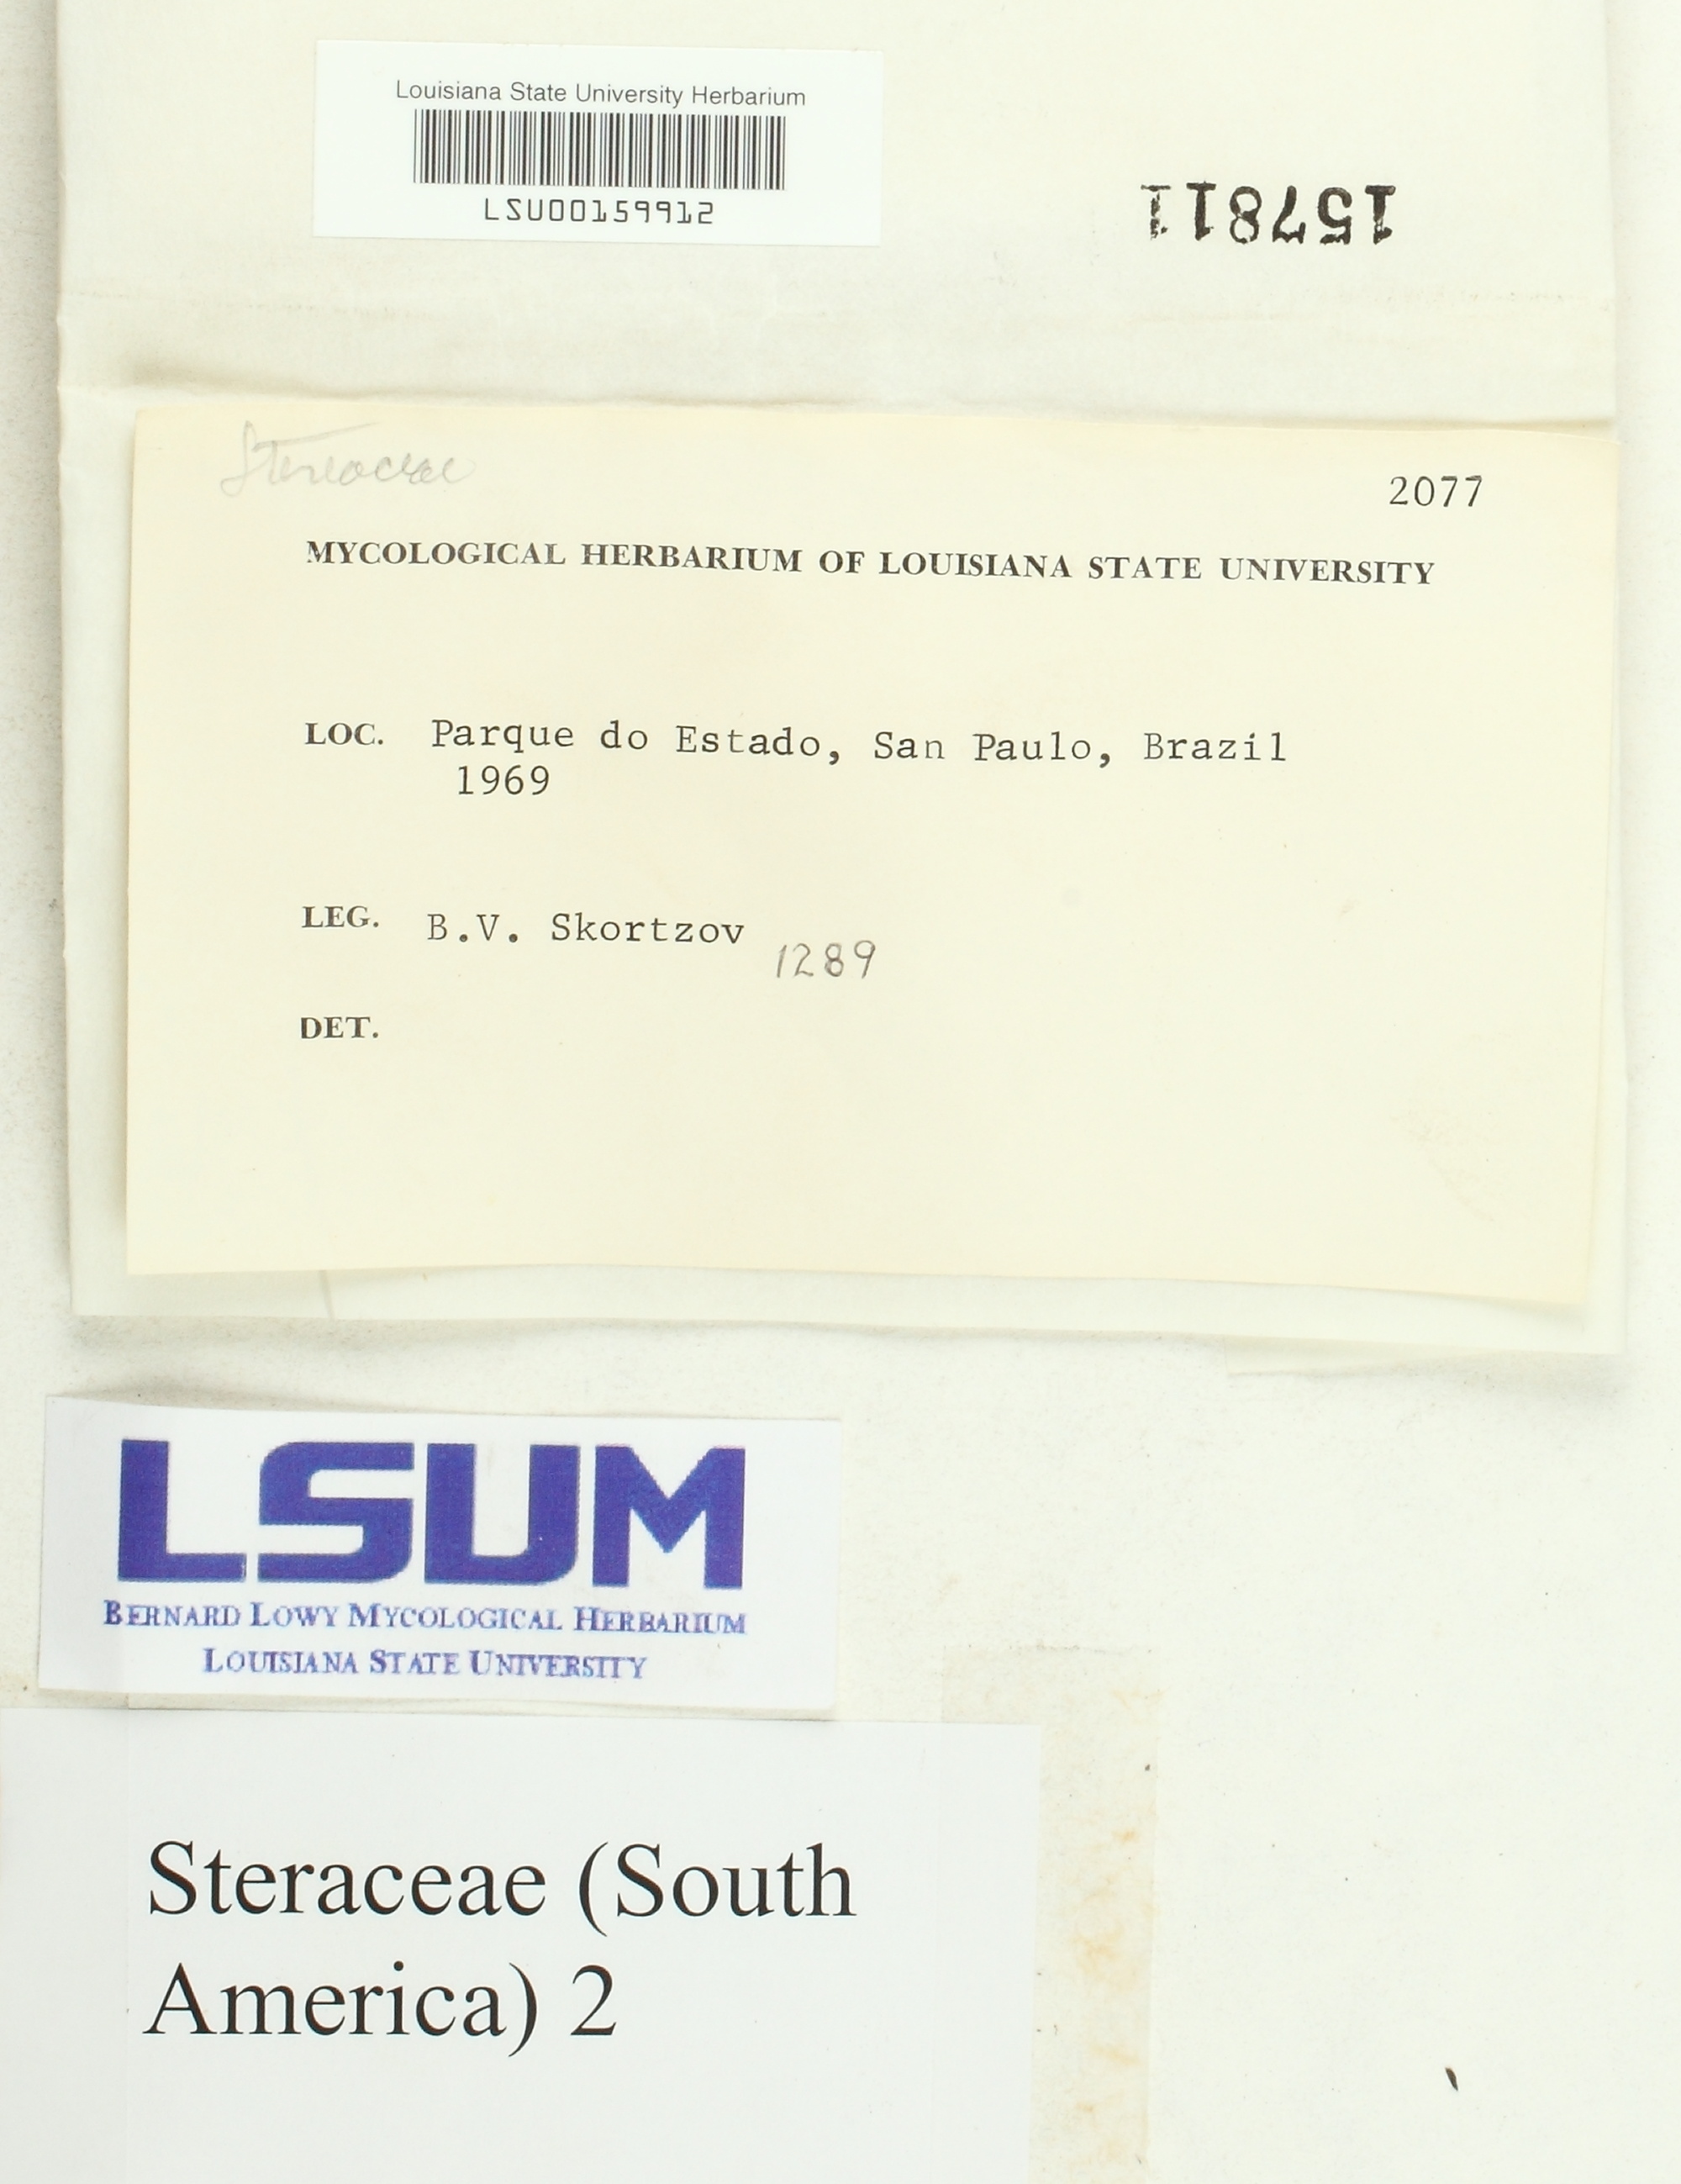 Louisiana State University Herbarium
LSU00159912
157811
Stereaceae
2077
MYCOLOGICAL HERBARIUM OF LOUISIANA STATE UNIVERSITY
LOC. Parque do Estado, San Paulo, Brazil
1969
LEG. B.V. Skortzov
1289
DET.
LSUM
BERNARD LOWY MYCOLOGICAL HERBARIUM
LOUISIANA STATE UNIVERSITY
Steraceae (South
America) 2